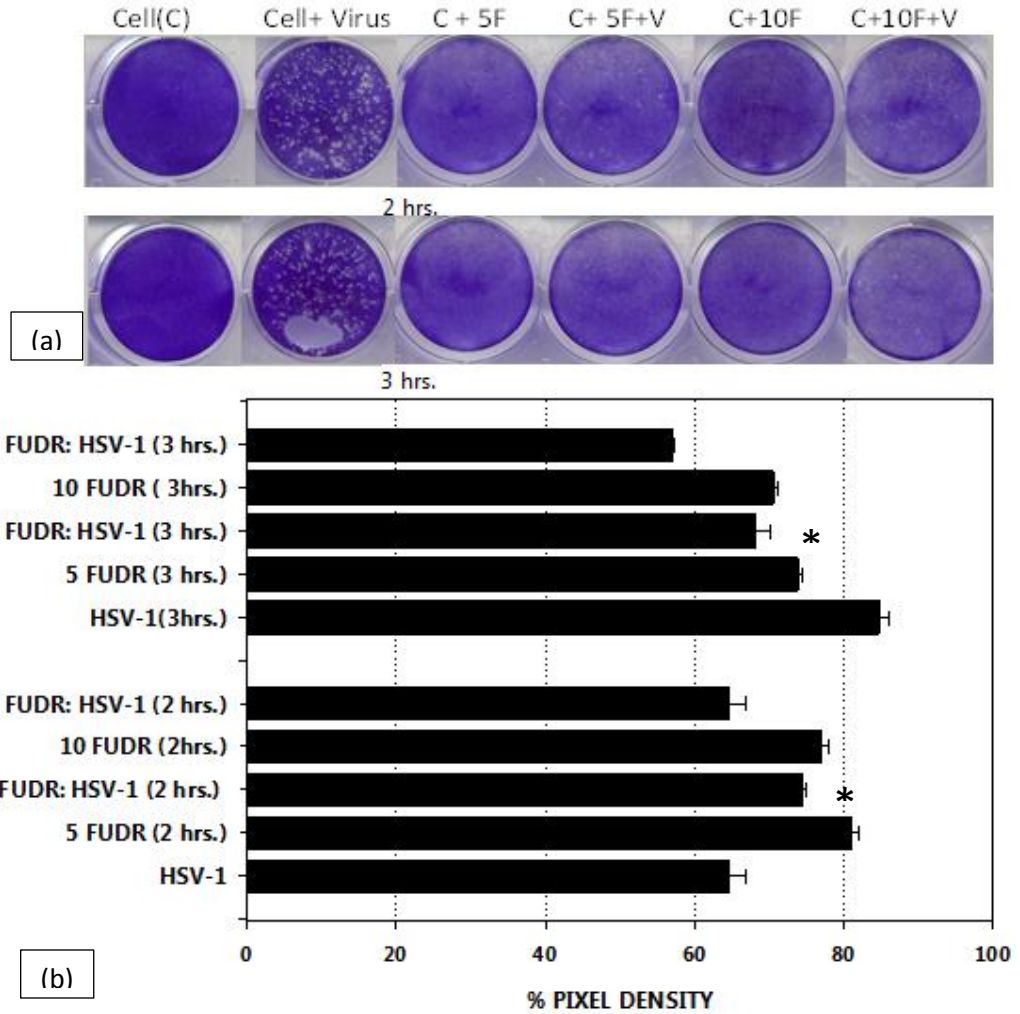 Cell(C) Cell+ Virus C + 5F C+ 5F+V C+10F C+10F+V
2 hrs.
(a)
3 hrs.
FUDR: HSV-1 (3 hrs.)
10 FUDR ( 3hrs.)
FUDR: HSV-1 (3 hrs.)
*
5 FUDR (3 hrs.)
HSV-1(3hrs.)
FUDR: HSV-1 (2 hrs.)
10 FUDR (2hrs.)
FUDR: HSV-1 (2 hrs.)
*
5 FUDR (2 hrs.)
HSV-1
0 20 40 60 80 100
(b)
% PIXEL DENSITY